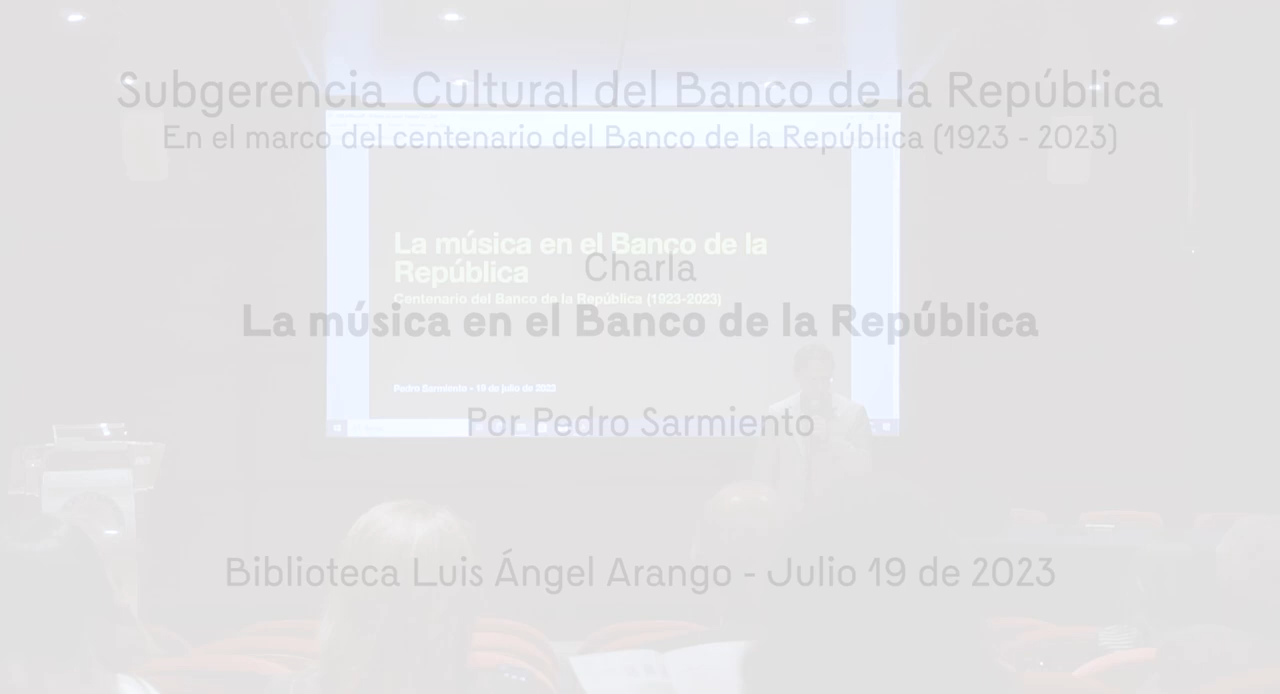 Subgerencia Cultural del Banco de la República
En el marco del centenario del Banco de la República (1923 - 2023)
La música en el Banco de la
República
Centenario del Banco de la República (1923-2023)
Charla
La música en el Banco de la República
Pedro Sarmiento - 19 de julio de 2023
Por Pedro Sarmiento
Biblioteca Luis Ángel Arango - Julio 19 de 2023